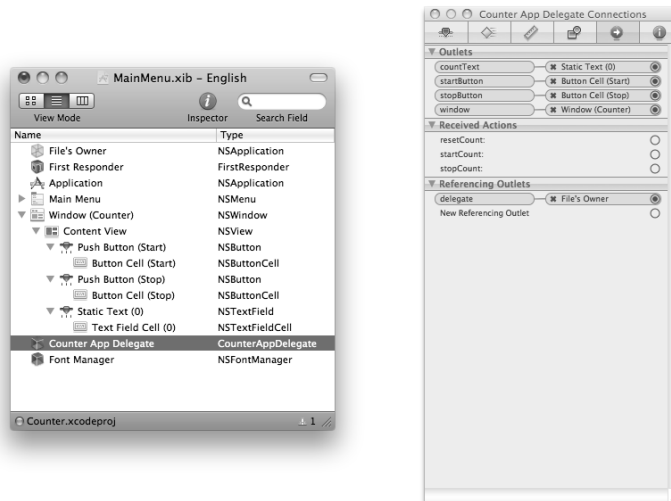 MainMenu.xib – English
View Mode
Inspector
Search Field
Name Type
File's Owner NSApplication
First Responder FirstResponder
Application NSApplication
Main Menu NSMenu
Window (Counter) NSWindow
Content View NSView
Push Button (Start) NSButton
Button Cell (Start) NSButtonCell
Push Button (Stop) NSButton
Button Cell (Stop) NSButtonCell
Static Text (0) NSTextField
Text Field Cell (0) NSTextFieldCell
Counter App Delegate CounterAppDelegate
Font Manager NSFontManager
Counter.xcodeproj 1
Counter App Delegate Connections
Outlets
countText Static Text (0)
startButton Button Cell (Start)
stopButton Button Cell (Stop)
window Window (Counter)
Received Actions
resetCount:
startCount:
stopCount:
Referencing Outlets
delegate File's Owner
New Referencing Outlet